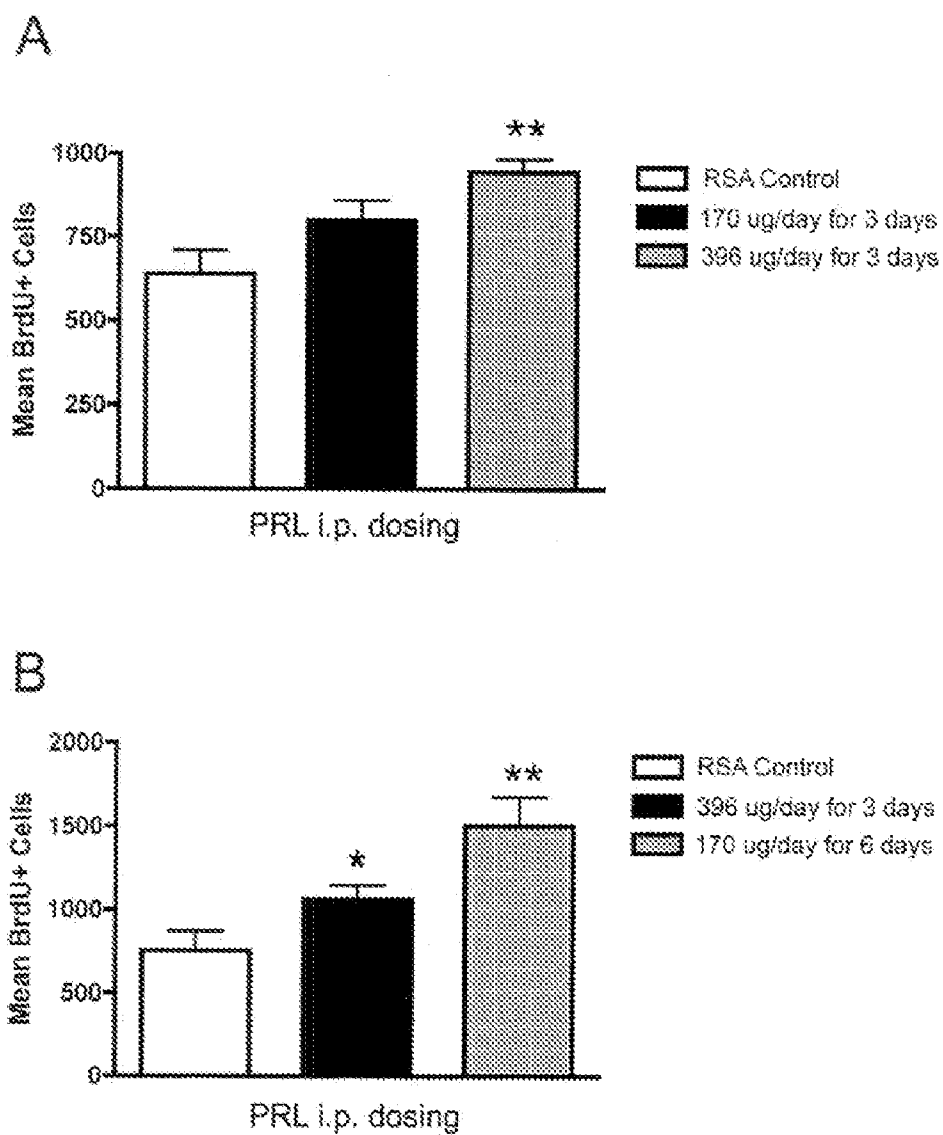 A
**
1000
750
500
250
0
Mean BrdU+ Cells
PRL i.p. dosing
RSA Control
170 ug/day for 3 days
396 ug/day for 3 days
B
2000
1500
1000
500
0
Mean BrdU+ Cells
*
**
PRL i.p. dosing
RSA Control
396 ug/day for 3 days
170 ug/day for 6 days